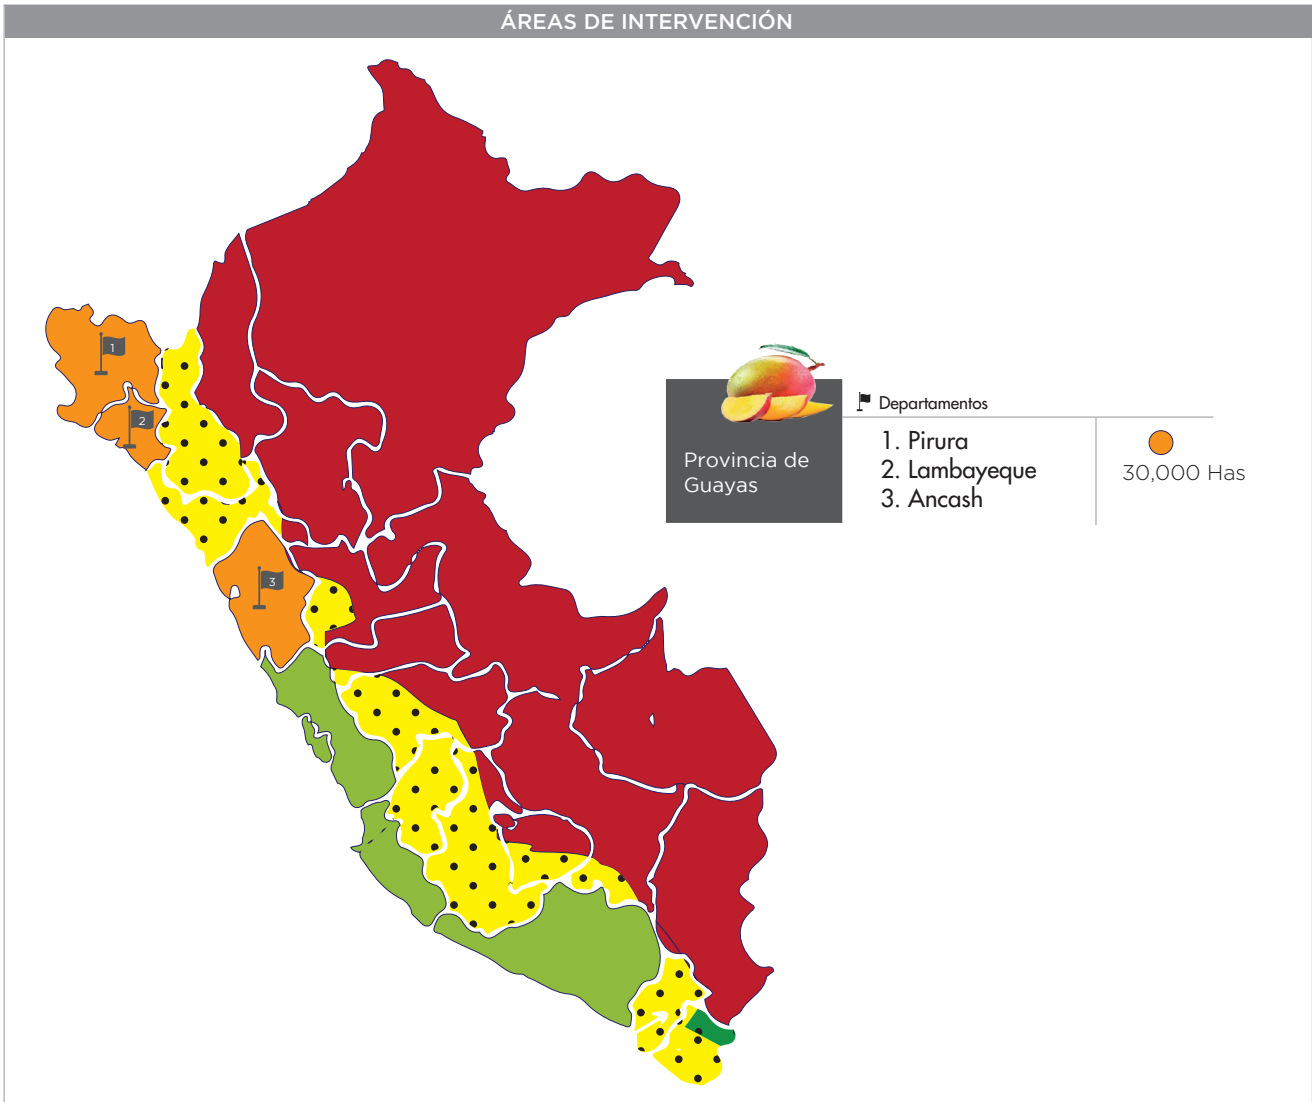 ÁREAS DE INTERVENCIÓN
1
2
3
Provincia de
Guayas
Departamentos
1. Pirura
2. Lambayeque
3. Ancash
30,000 Has